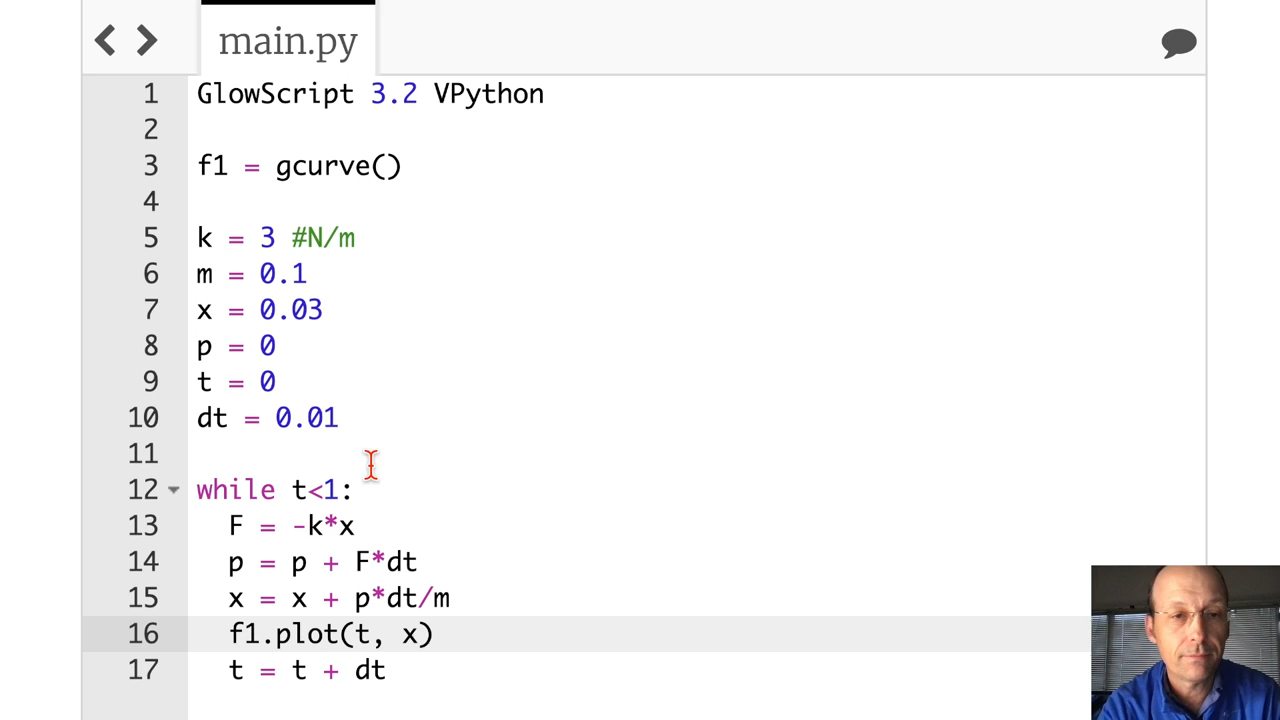 main.py
1 GlowScript 3.2 VPython
2
3 f1 = gcurve()
4
5 k = 3 #N/m
6 m = 0.1
7 x = 0.03
8 p = 0
9 t = 0
10 dt = 0.01
11
12 while t<1:
13 F = -k*x
14 p = p + F*dt
15 x = x + p*dt/m
16 f1.plot(t, x)
17 t = t + dt